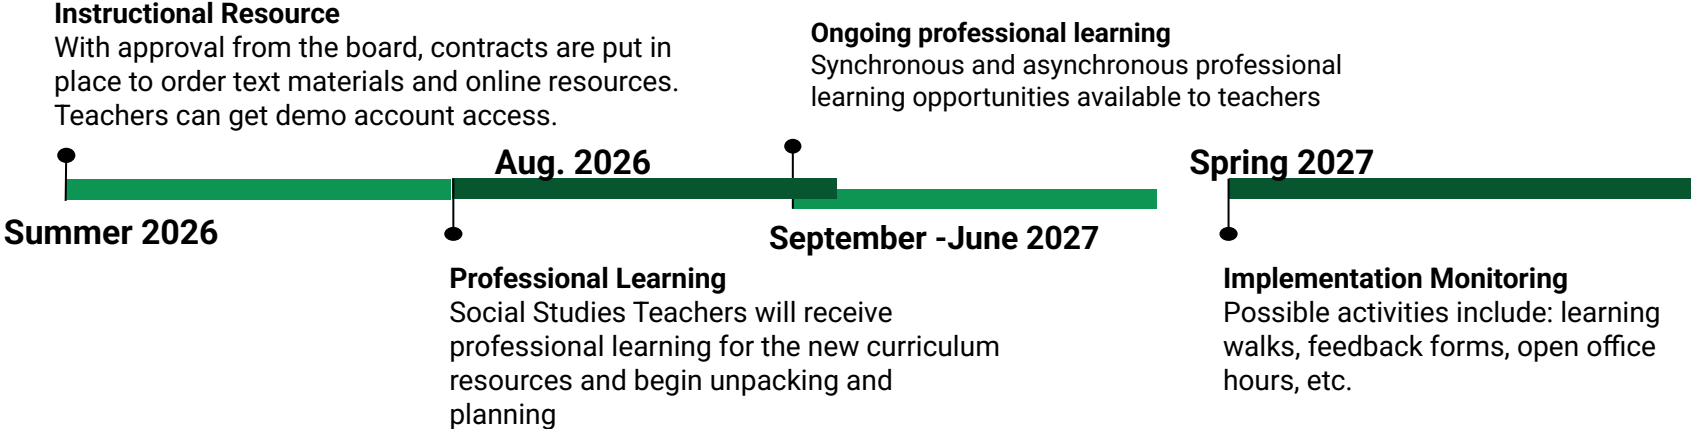 Instructional Resource
With approval from the board, contracts are put in
place to order text materials and online resources.
Teachers can get demo account access.
Summer 2026
Aug. 2026
Professional Learning
Social Studies Teachers will receive
professional learning for the new curriculum
resources and begin unpacking and
planning
Ongoing professional learning
Synchronous and asynchronous professional
learning opportunities available to teachers
September -June 2027
Spring 2027
Implementation Monitoring
Possible activities include: learning
walks, feedback forms, open office
hours, etc.